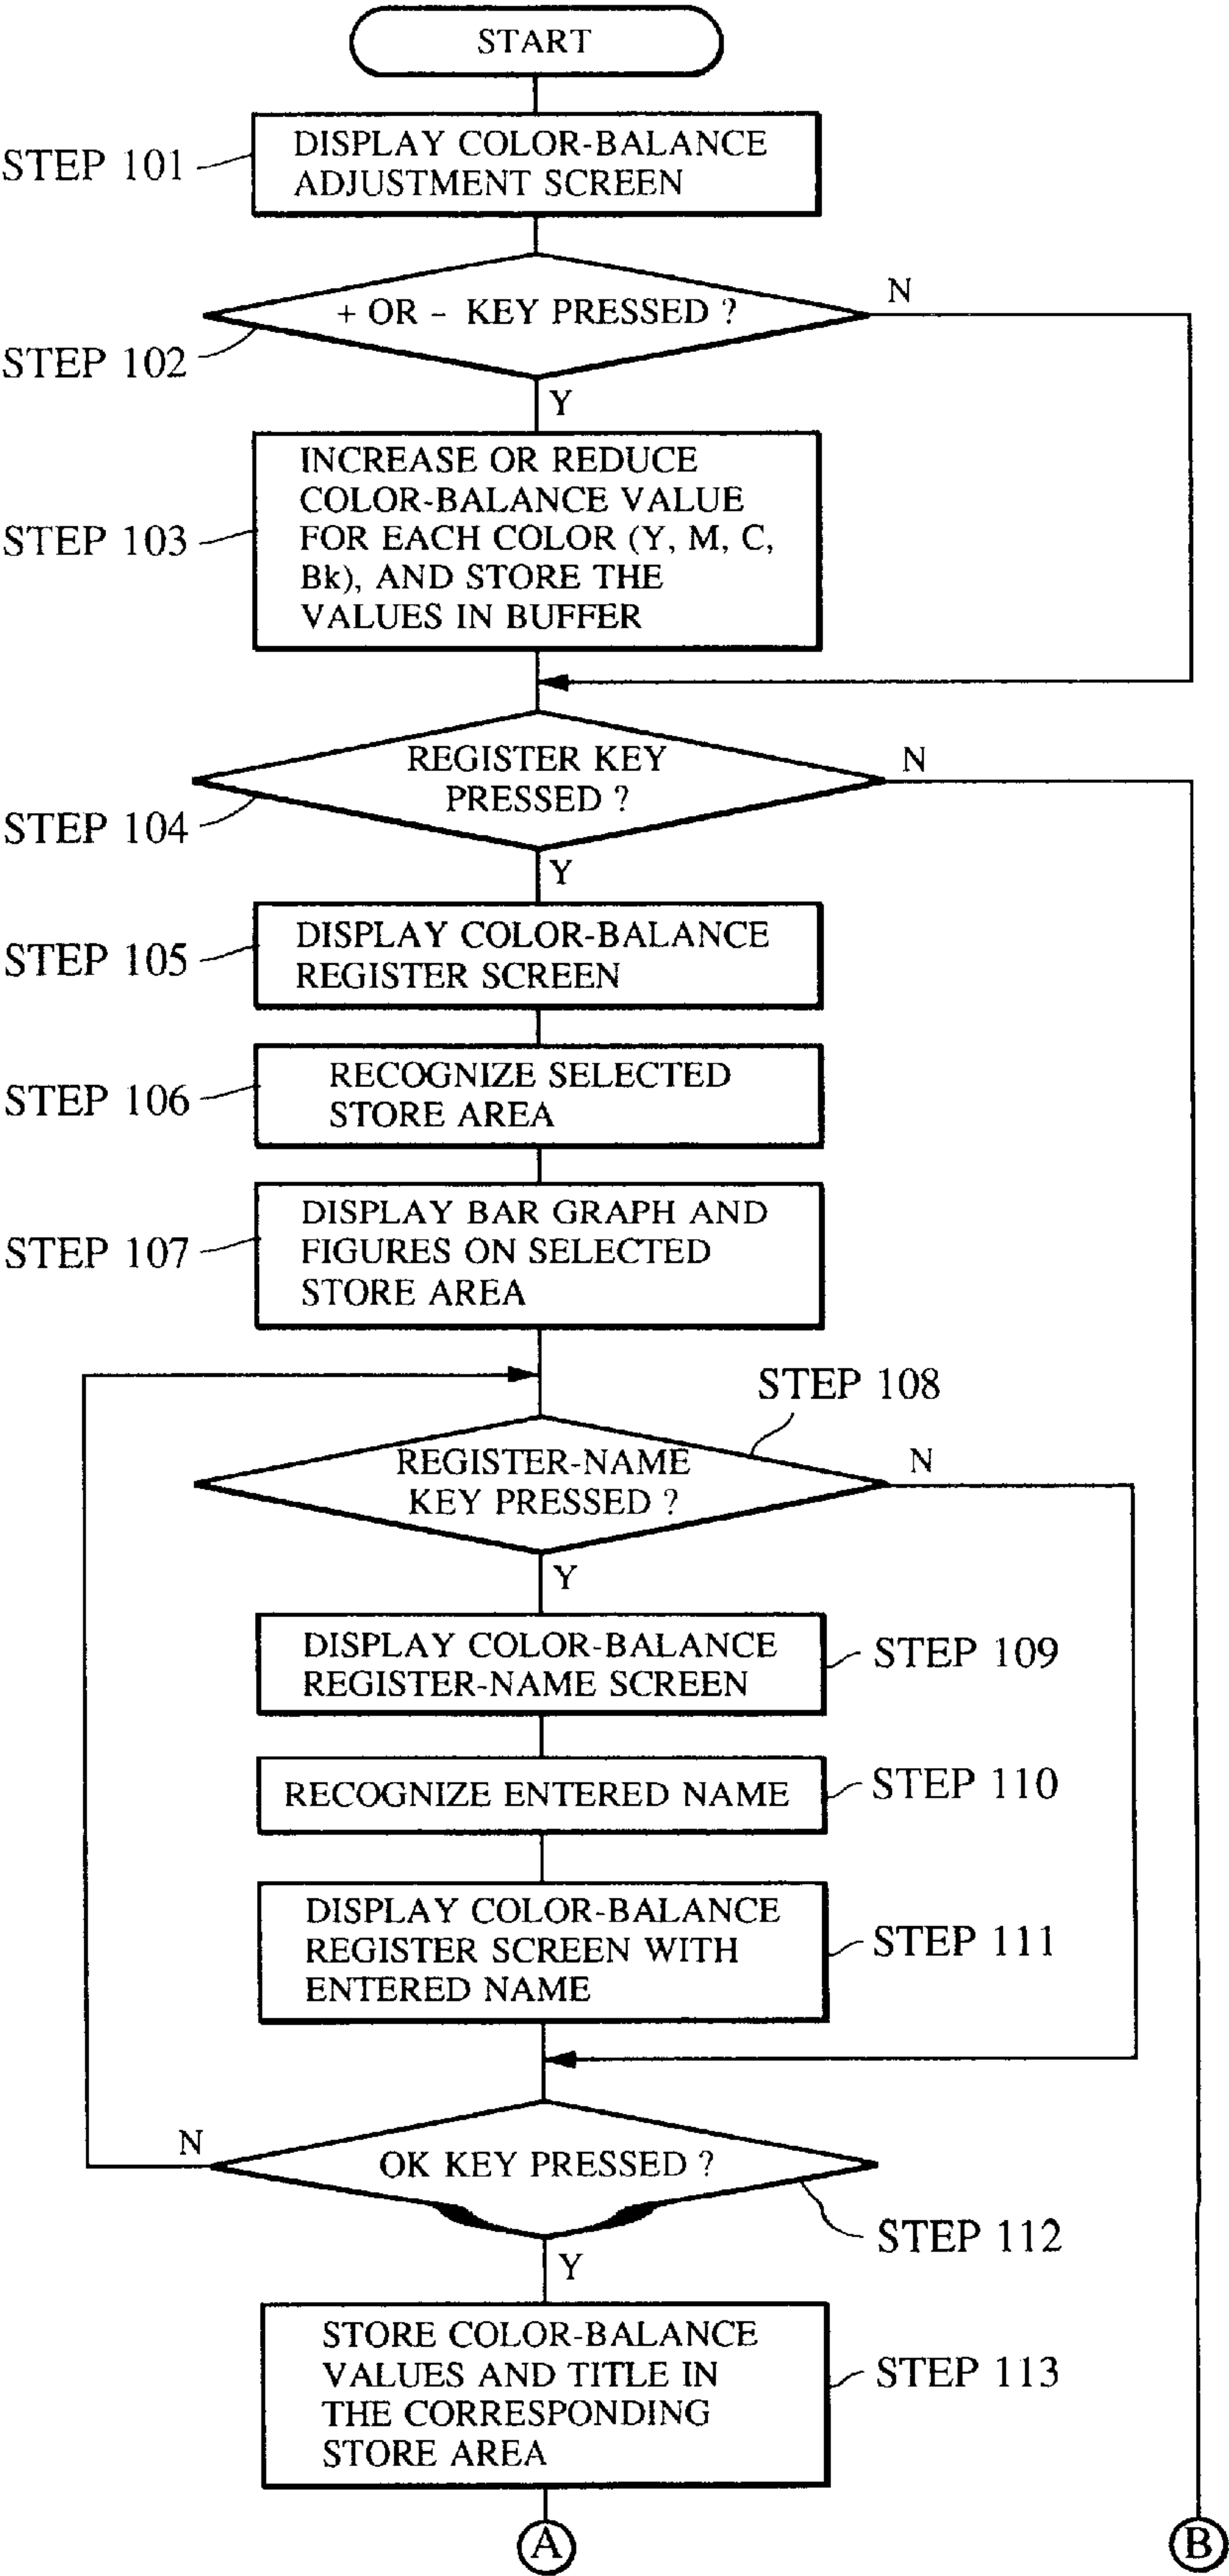 START
STEP 101
DISPLAY COLOR-BALANCE
ADJUSTMENT SCREEN
+ OR - KEY PRESSED ?
N
STEP 102
Y
STEP 103
INCREASE OR REDUCE
COLOR-BALANCE VALUE
FOR EACH COLOR (Y, M, C,
Bk), AND STORE THE
VALUES IN BUFFER
REGISTER KEY
PRESSED ?
N
STEP 104
Y
STEP 105
DISPLAY COLOR-BALANCE
REGISTER SCREEN
STEP 106
RECOGNIZE SELECTED
STORE AREA
STEP 107
DISPLAY BAR GRAPH AND
FIGURES ON SELECTED
STORE AREA
STEP 108
REGISTER-NAME
KEY PRESSED ?
N
Y
DISPLAY COLOR-BALANCE
REGISTER-NAME SCREEN
STEP 109
RECOGNIZE ENTERED NAME
STEP 110
DISPLAY COLOR-BALANCE
REGISTER SCREEN WITH
ENTERED NAME
STEP 111
N
OK KEY PRESSED ?
STEP 112
Y
STORE COLOR-BALANCE
VALUES AND TITLE IN
THE CORRESPONDING
STORE AREA
STEP 113
A
B